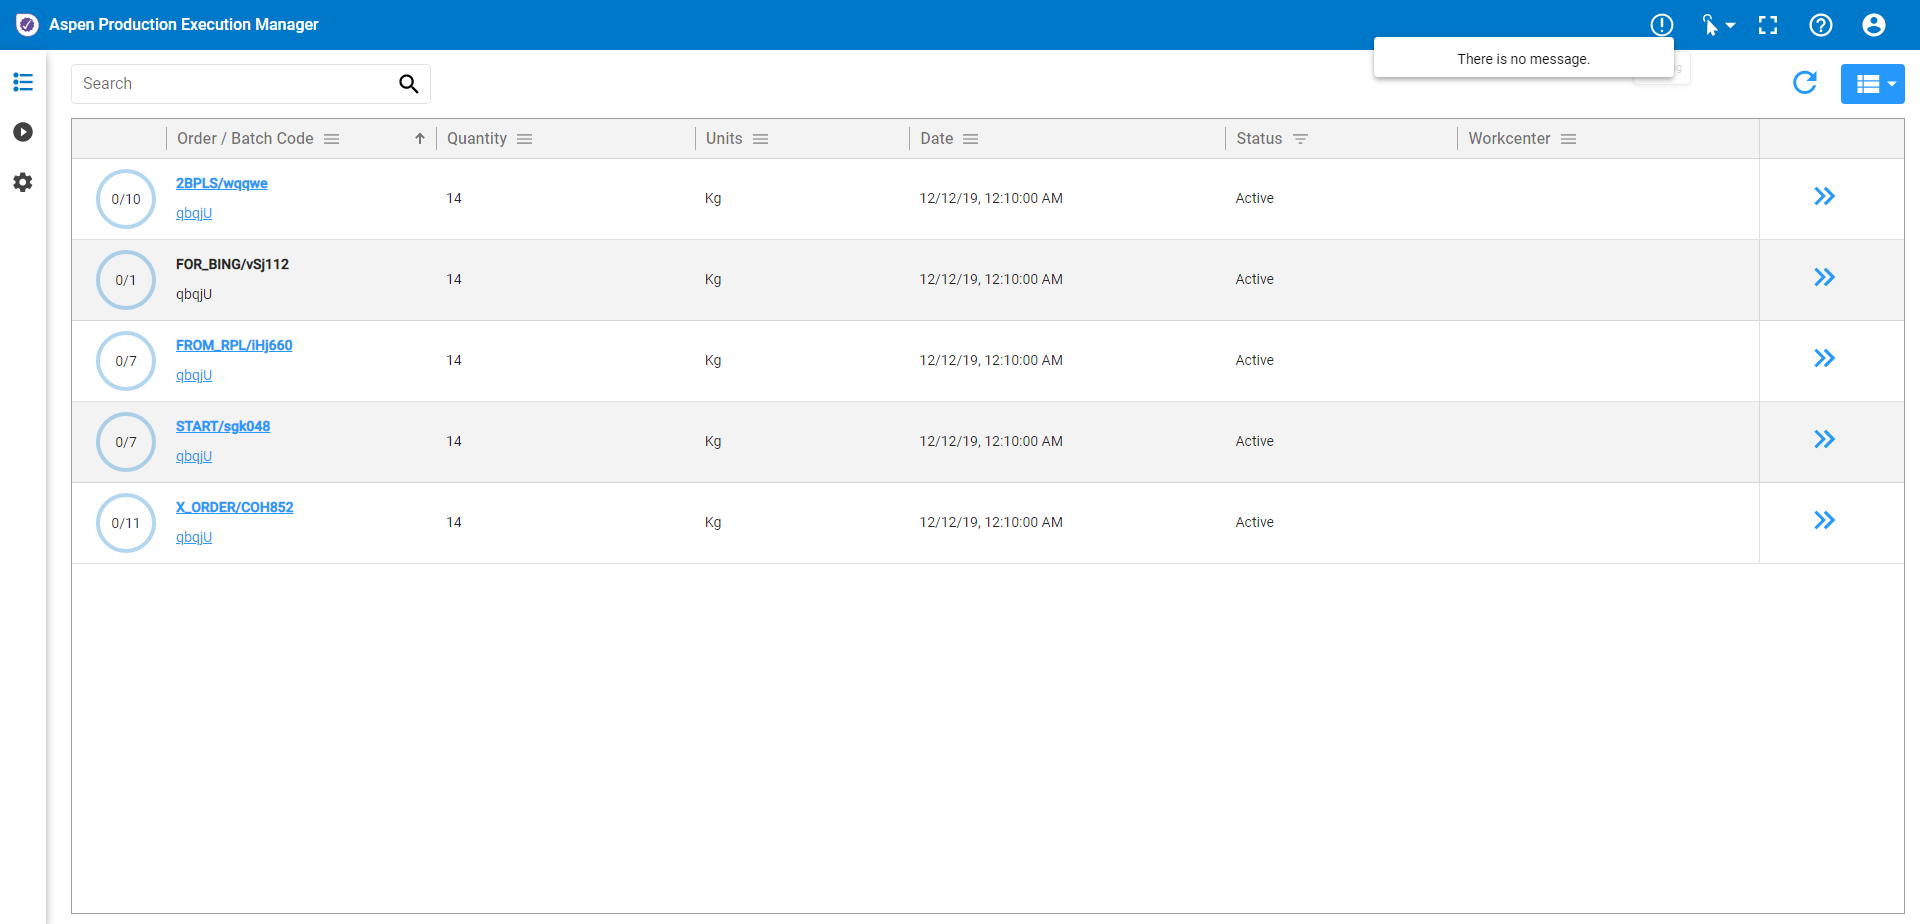 Aspen Production Execution Manager
There is no message.
Search
Order / Batch Code Quantity Units Date Status Workcenter
0/10 2BPLS/wqqwe 14 Kg 12/12/19, 12:10:00 AM Active
qbqjU
0/1 FOR_BING/vSj112 14 Kg 12/12/19, 12:10:00 AM Active
qbqjU
0/7 FROM_RPL/iHj660 14 Kg 12/12/19, 12:10:00 AM Active
qbqjU
0/7 START/sgk048 14 Kg 12/12/19, 12:10:00 AM Active
qbqjU
0/11 X_ORDER/COH852 14 Kg 12/12/19, 12:10:00 AM Active
qbqjU